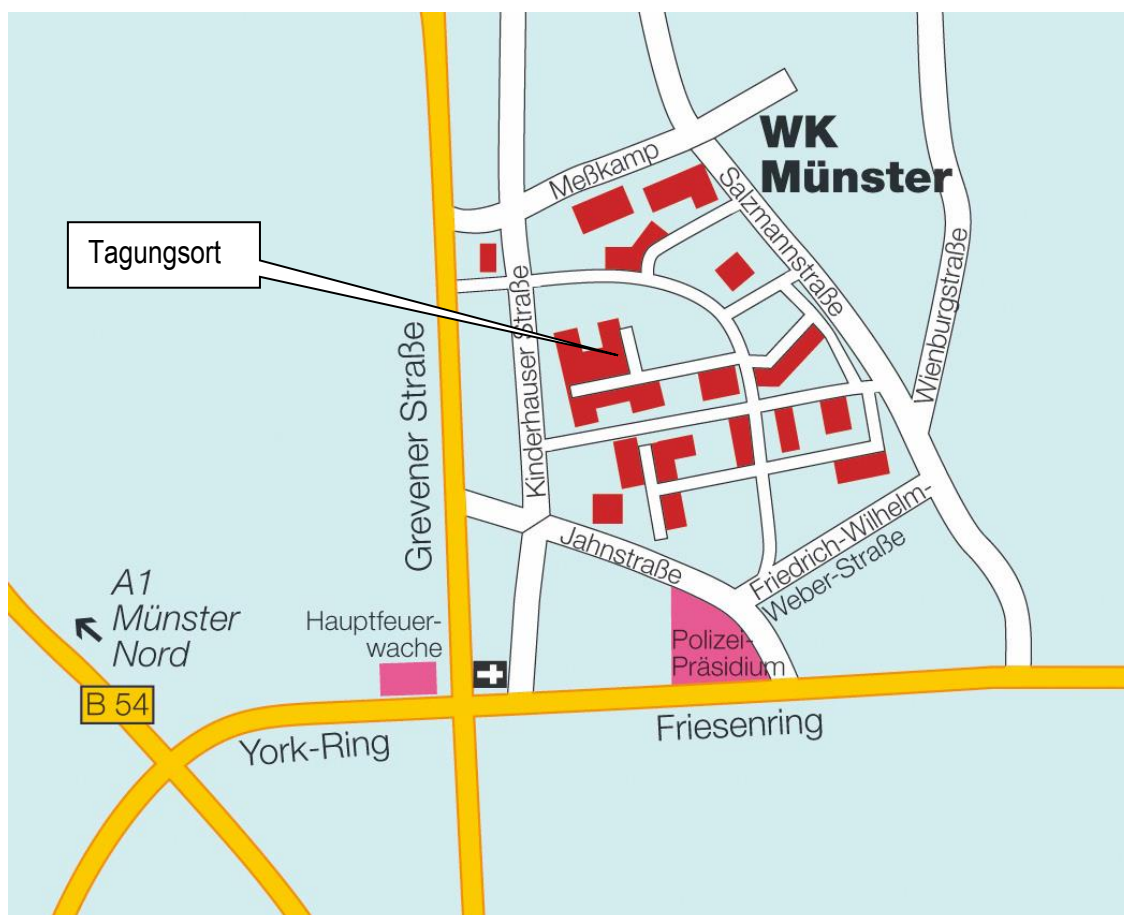 WK
Münster
Meßkamp
Salzmannstraße
Tagungsort
Wienburgstraße
Kinderhauser Straße
Grevener Straße
Jahnstraße
Friedrich-Wilhelm-
Weber-Straße
A1
Münster
Nord
Hauptfeuer-
wache
Polizei-
Präsidium
B 54
York-Ring
Friesenring